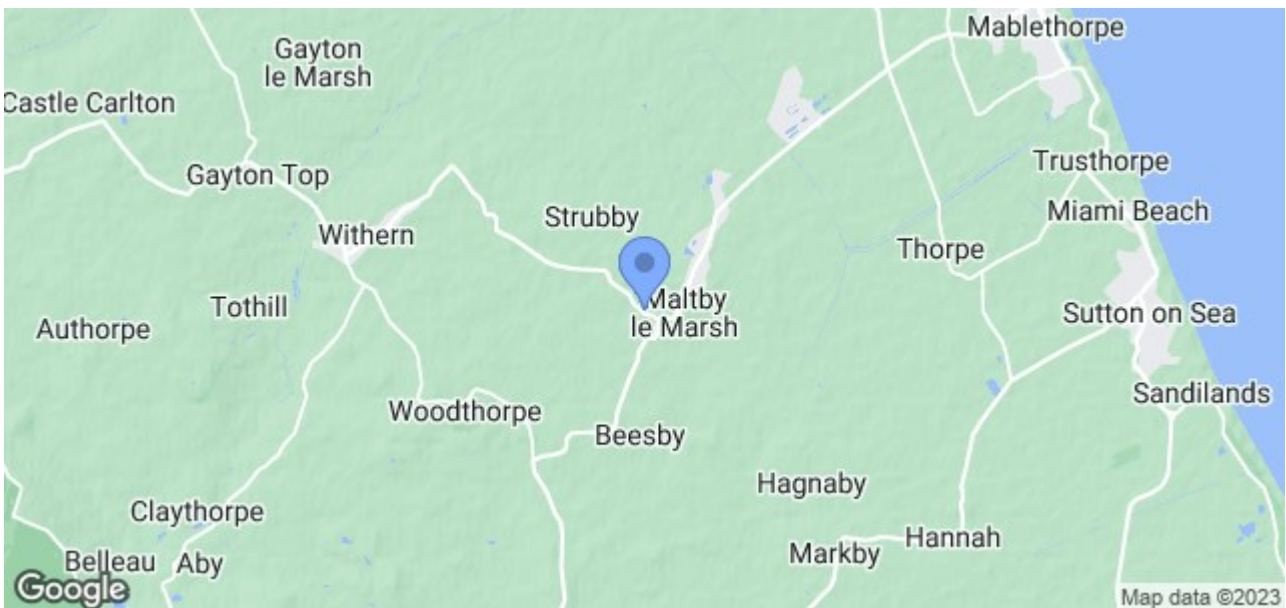 Mablethorpe
Gayton
le Marsh
Castle Carlton
Trusthorpe
Gayton Top
Miami Beach
Strubby
Withern
Thorpe
Maltby
le Marsh
Tothill
Sutton on Sea
Authorpe
Sandilands
Woodthorpe
Beesby
Hagnaby
Claythorpe
Hannah
Markby
Belleau
Aby
Google
Map data ©2023